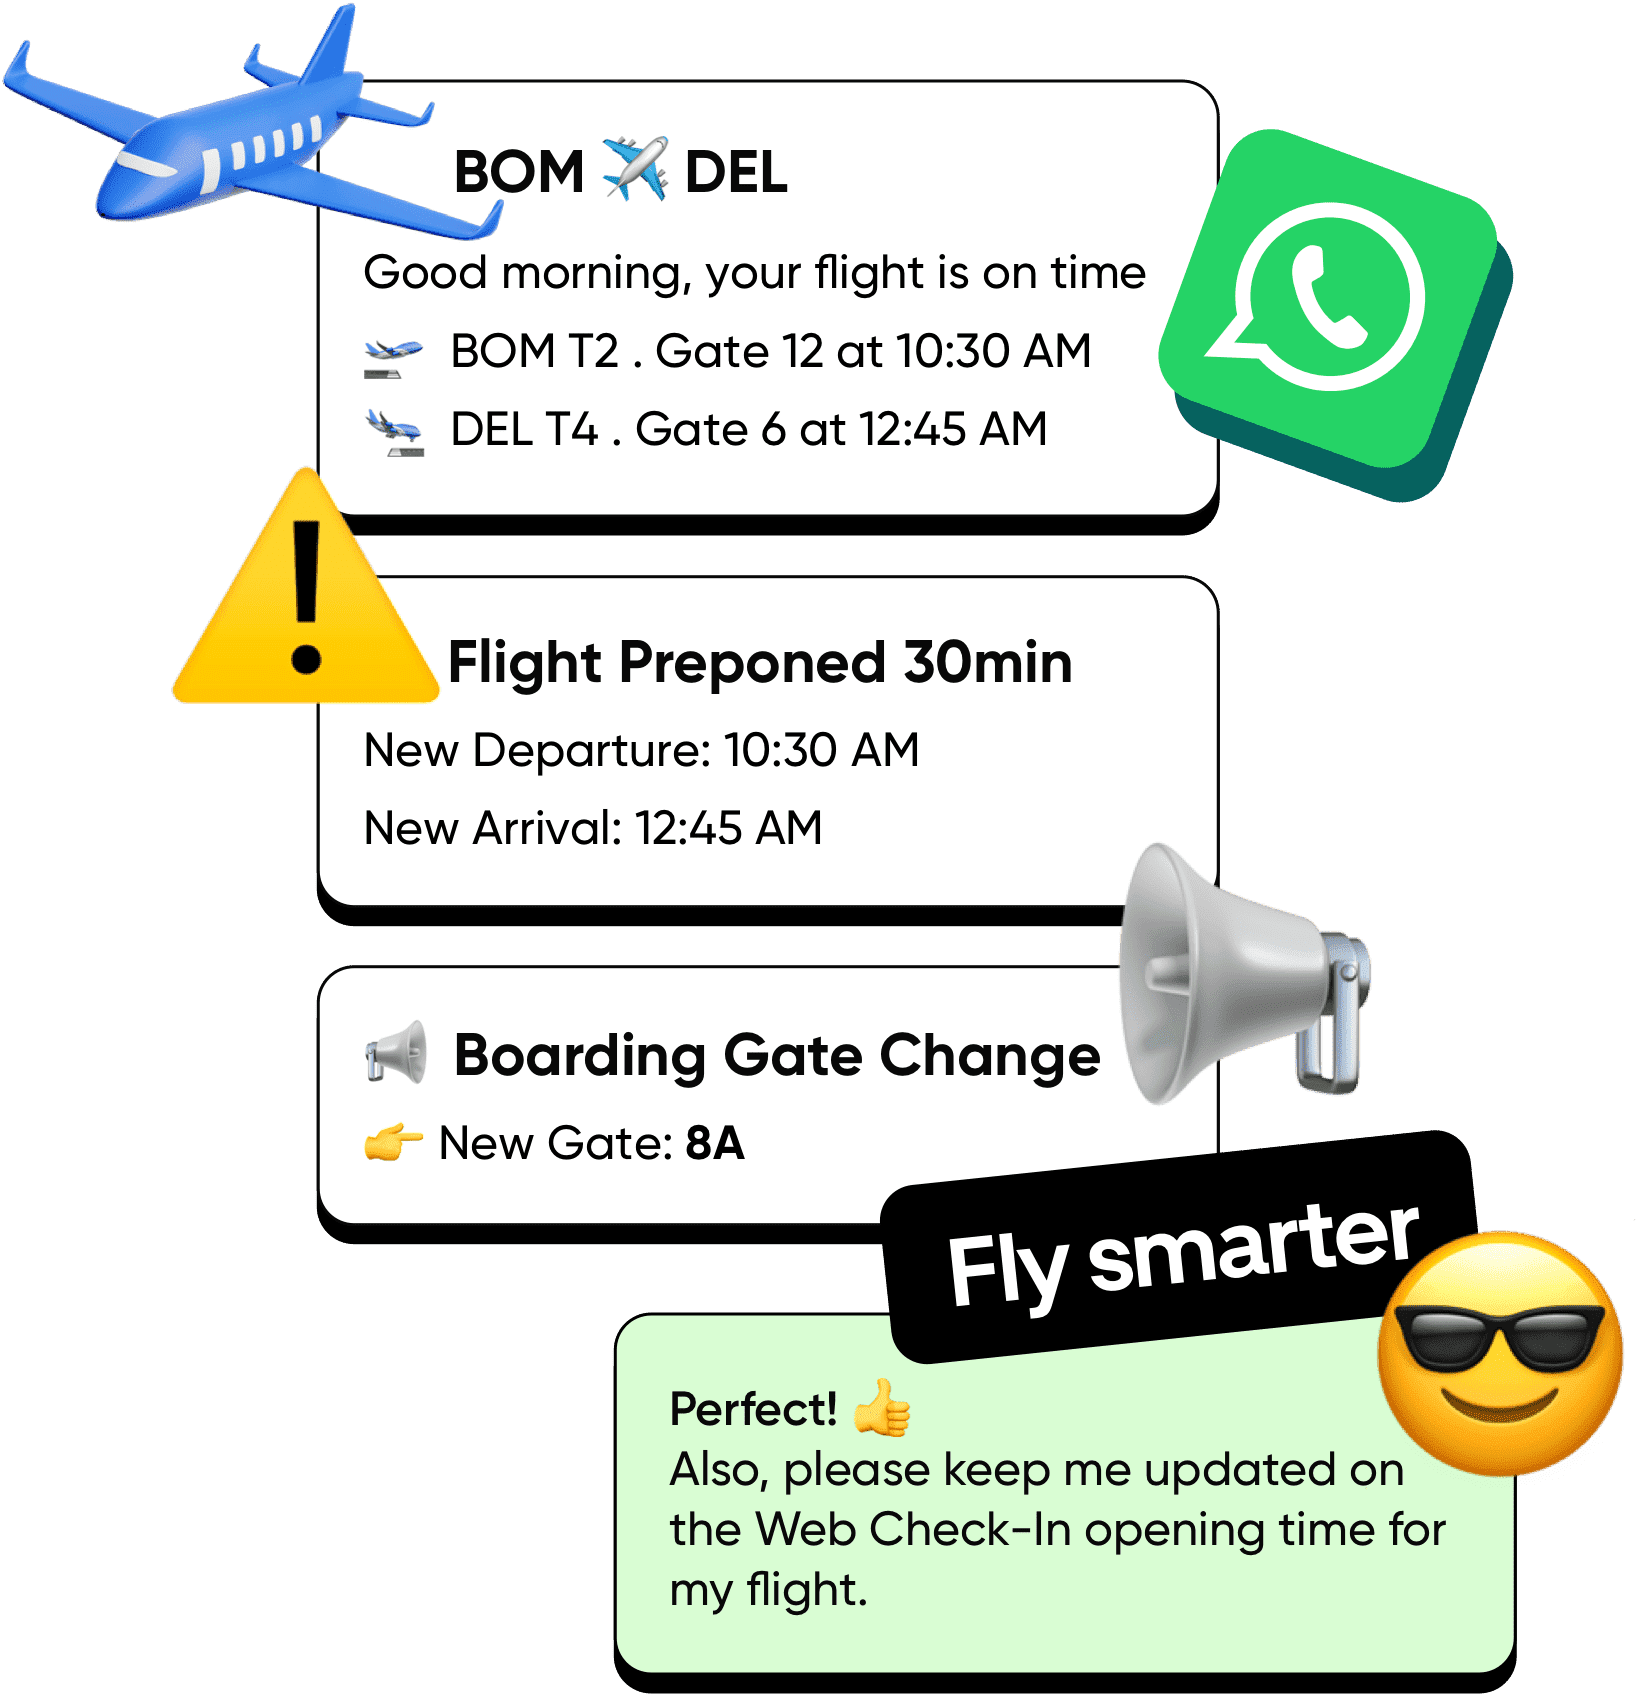 BOM ✈️ DEL
Good morning, your flight is on time
🛫 BOM T2 . Gate 12 at 10:30 AM
🛬 DEL T4 . Gate 6 at 12:45 AM
Flight Preponed 30min
New Departure: 10:30 AM
New Arrival: 12:45 AM
📢 Boarding Gate Change
👉 New Gate: 8A
Fly smarter
Perfect! 👍
Also, please keep me updated on
the Web Check-In opening time for
my flight.